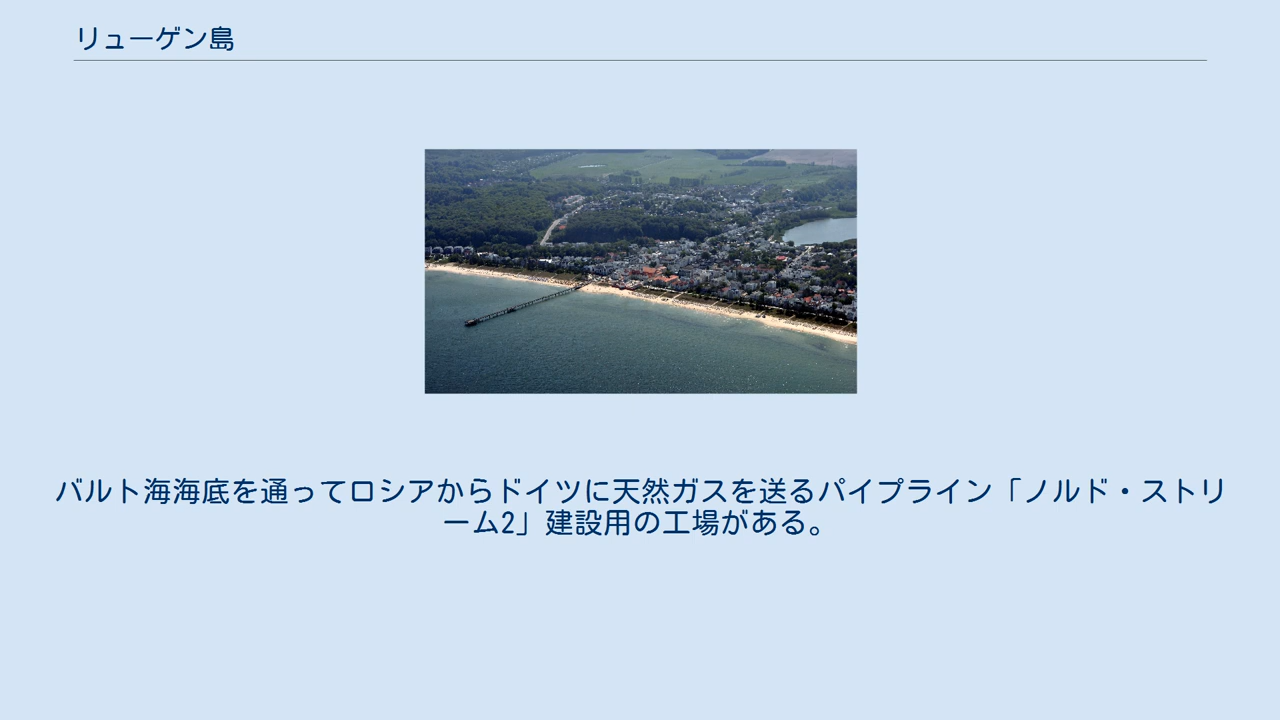 リューゲン島
バルト海海底を通ってロシアからドイツに天然ガスを送るパイプライン「ノルド・ストリ
ーム2」建設用の工場がある。